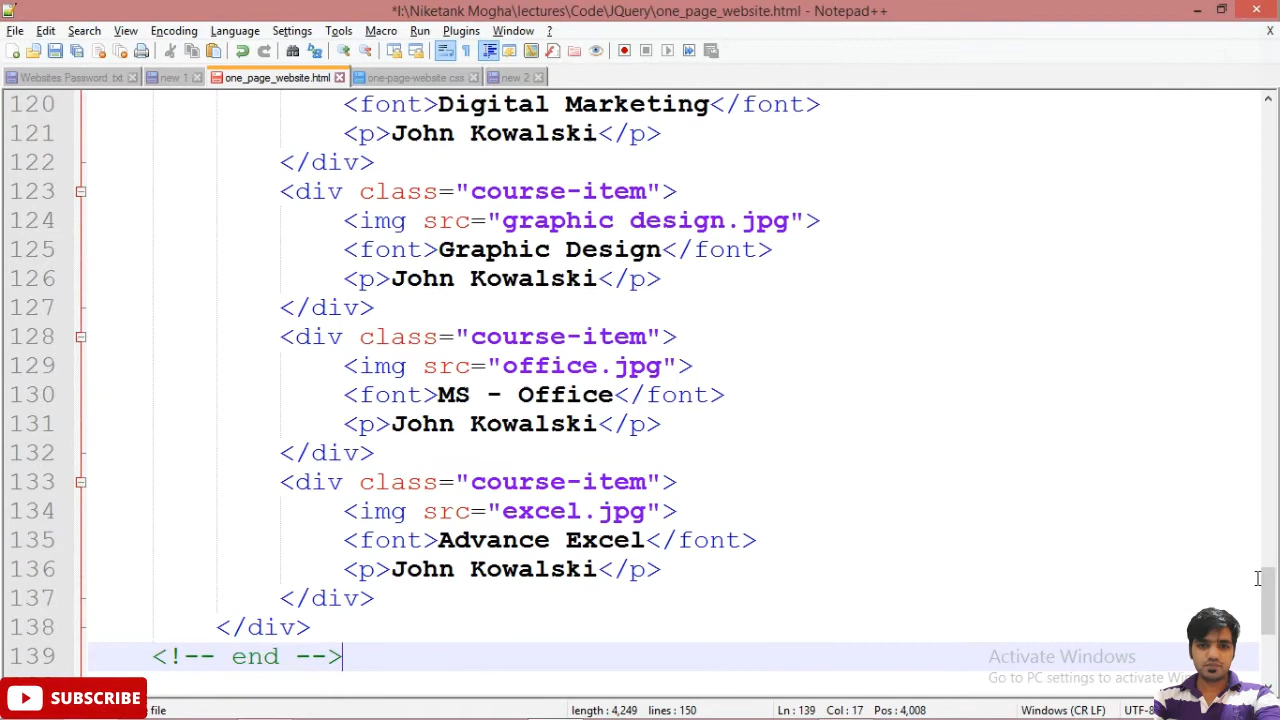 *I:\Niketank Mogha\lectures\Code\JQuery\one_page_website.html - Notepad++
File Edit Search View Encoding Language Settings Tools Macro Run Plugins Window ? X
Websites Password txt new 1 one_page_website.html one-page-website css new 2
120 <font>Digital Marketing</font>
121 <p>John Kowalski</p>
122 </div>
123 <div class="course-item">
124 <img src="graphic design.jpg">
125 <font>Graphic Design</font>
126 <p>John Kowalski</p>
127 </div>
128 <div class="course-item">
129 <img src="office.jpg">
130 <font>MS - Office</font>
131 <p>John Kowalski</p>
132 </div>
133 <div class="course-item">
134 <img src="excel.jpg">
135 <font>Advance Excel</font>
136 <p>John Kowalski</p>
137 </div>
138 </div>
139 <!-- end -->
Activate Windows
Go to PC settings to activate
SUBSCRIBE
file length : 4,249 lines : 150 Ln : 139 Col : 17 Pos : 4,008 Windows (CR LF) UTF-8